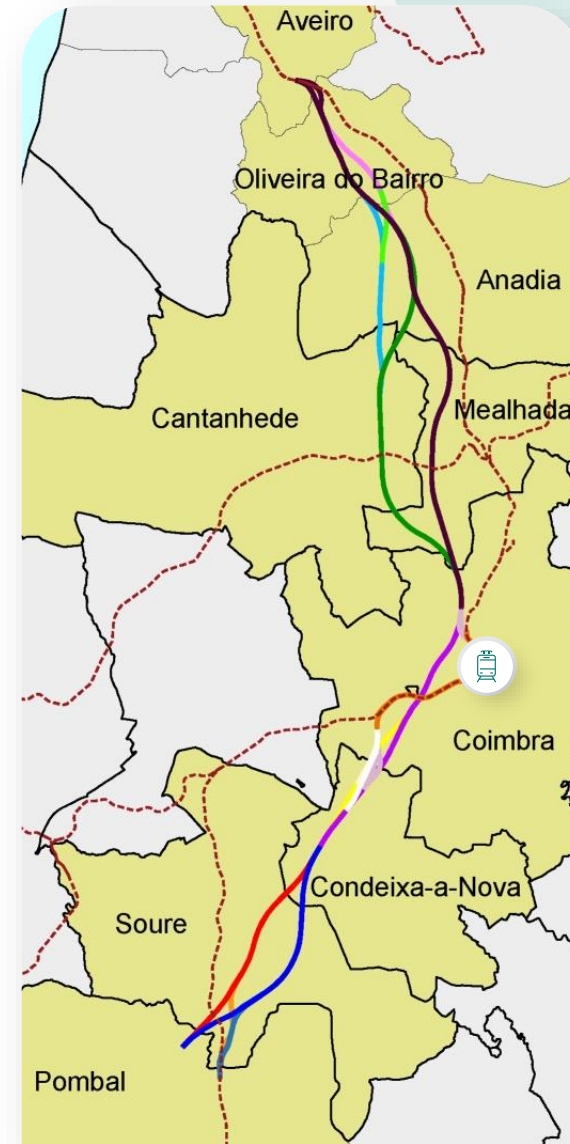 Aveiro
Oliveira do Bairro
Anadia
Cantanhede
Mealhada
Coimbra
Condeixa-a-Nova
Soure
Pombal